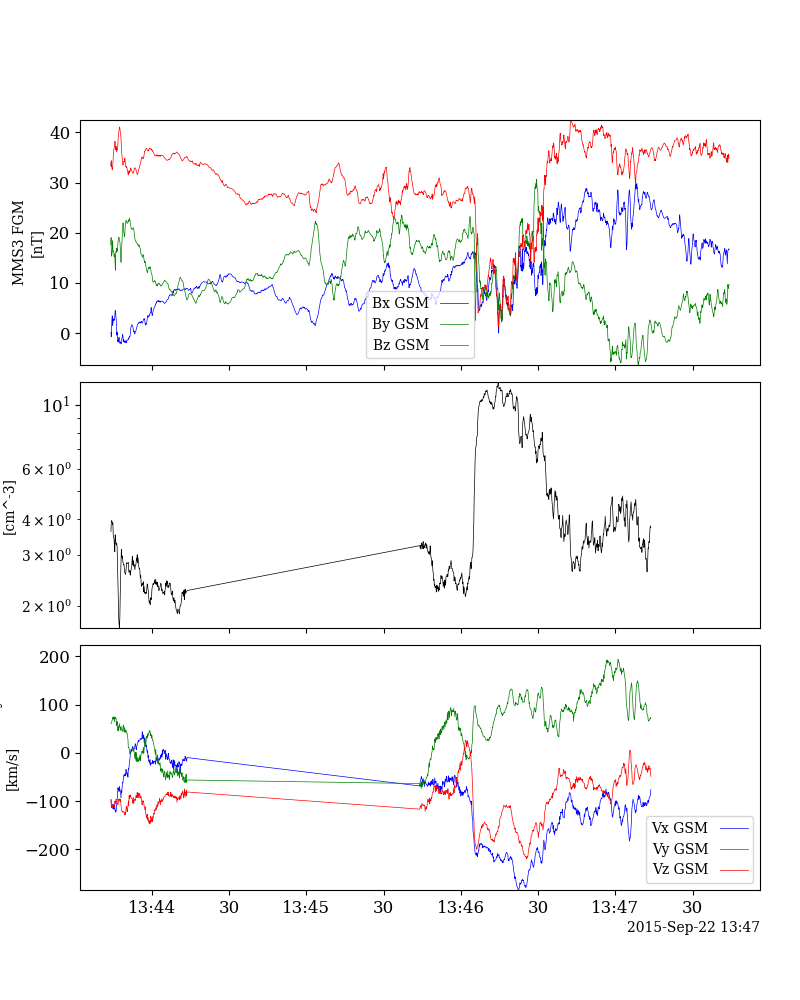 MMS3 FGM
[nT]
40
30
20
10
0
Bx GSM
By GSM
Bz GSM
[cm^-3]
10¹
6 × 10⁰
4 × 10⁰
3 × 10⁰
2 × 10⁰
[km/s]
200
100
0
−100
−200
Vx GSM
Vy GSM
Vz GSM
13:44 30 13:45 30 13:46 30 13:47 30
2015-Sep-22 13:47